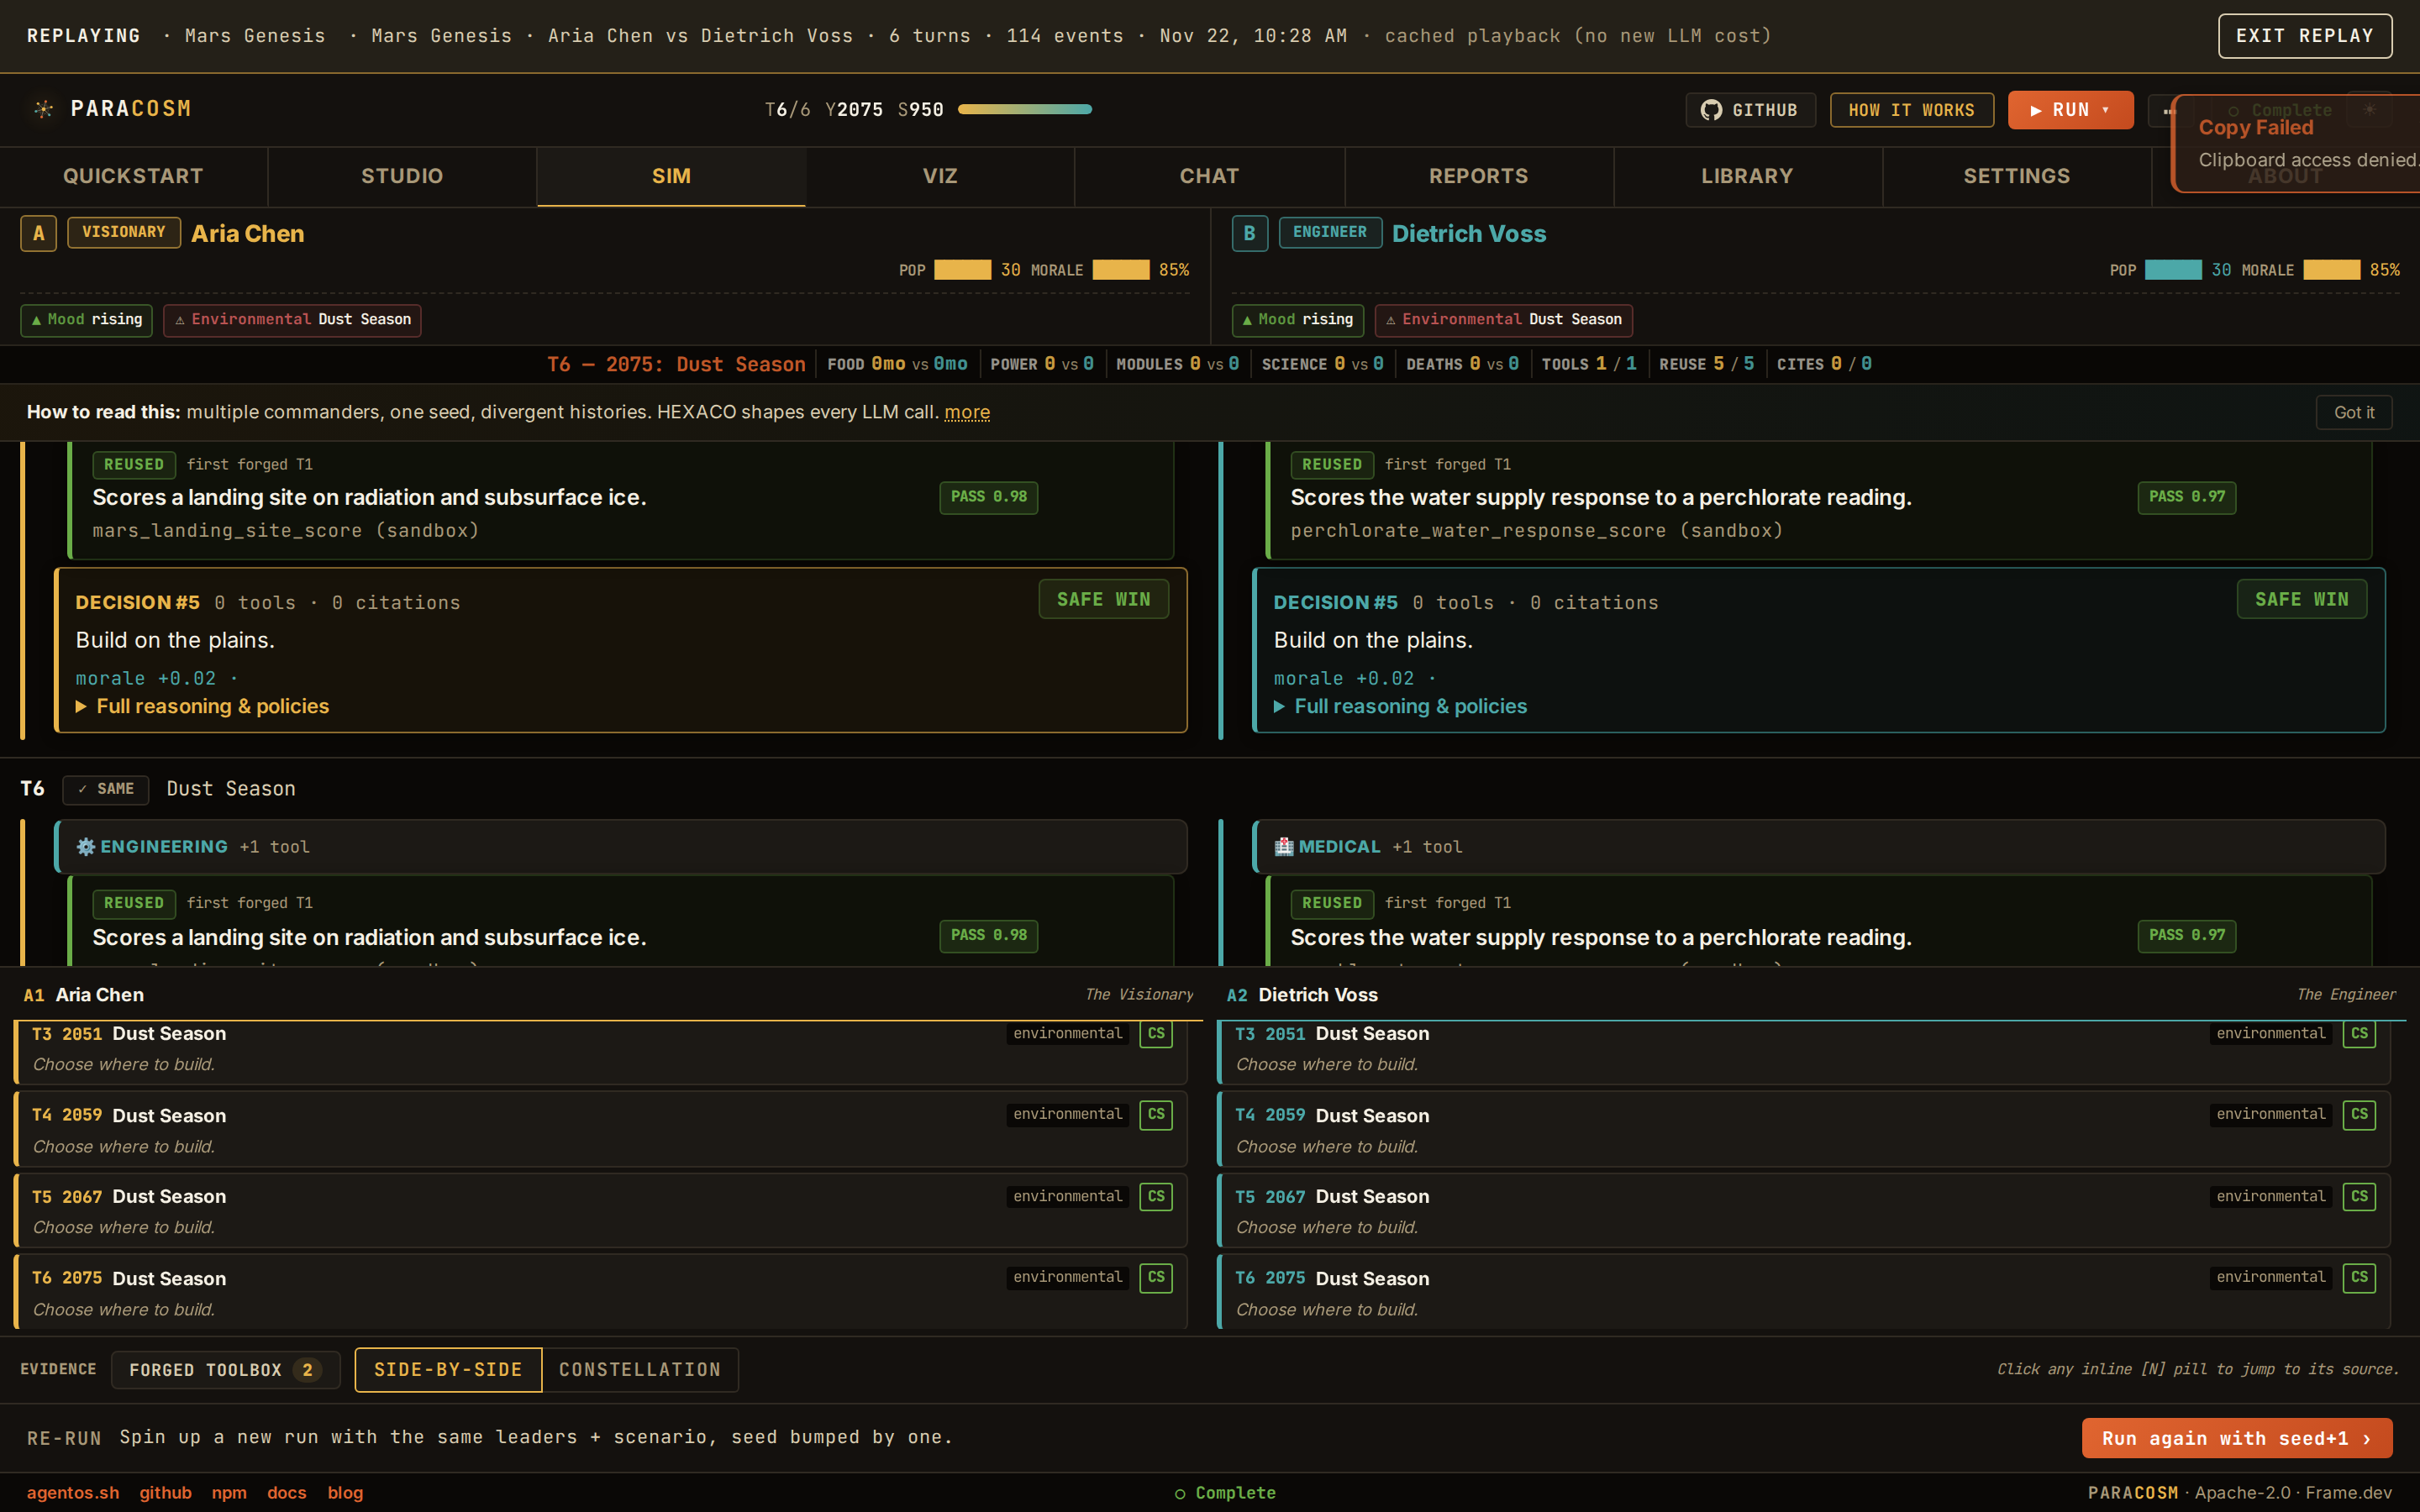 REPLAYING · Mars Genesis · Mars Genesis · Aria Chen vs Dietrich Voss · 6 turns · 114 events · Nov 22, 10:28 AM · cached playback (no new LLM cost) EXIT REPLAY
PARACOSM T6/6 Y2075 S950 GITHUB HOW IT WORKS ▶ RUN ▾ ○ Complete
Copy Failed
Clipboard access denied.
QUICKSTART STUDIO SIM VIZ CHAT REPORTS LIBRARY SETTINGS ABOUT
A VISIONARY Aria Chen
POP 30 MORALE 85%
▲ Mood rising ⚠ Environmental Dust Season
B ENGINEER Dietrich Voss
POP 30 MORALE 85%
▲ Mood rising ⚠ Environmental Dust Season
T6 — 2075: Dust Season FOOD 0mo vs 0mo POWER 0 vs 0 MODULES 0 vs 0 SCIENCE 0 vs 0 DEATHS 0 vs 0 TOOLS 1 / 1 REUSE 5 / 5 CITES 0 / 0
How to read this: multiple commanders, one seed, divergent histories. HEXACO shapes every LLM call. more Got it
REUSED first forged T1
Scores a landing site on radiation and subsurface ice. PASS 0.98
mars_landing_site_score (sandbox)
DECISION #5 0 tools · 0 citations SAFE WIN
Build on the plains.
morale +0.02 ·
▶ Full reasoning & policies
REUSED first forged T1
Scores the water supply response to a perchlorate reading. PASS 0.97
perchlorate_water_response_score (sandbox)
DECISION #5 0 tools · 0 citations SAFE WIN
Build on the plains.
morale +0.02 ·
▶ Full reasoning & policies
T6 ✓ SAME Dust Season
ENGINEERING +1 tool
REUSED first forged T1
Scores a landing site on radiation and subsurface ice. PASS 0.98
MEDICAL +1 tool
REUSED first forged T1
Scores the water supply response to a perchlorate reading. PASS 0.97
A1 Aria Chen The Visionary
T3 2051 Dust Season environmental CS
Choose where to build.
T4 2059 Dust Season environmental CS
Choose where to build.
T5 2067 Dust Season environmental CS
Choose where to build.
T6 2075 Dust Season environmental CS
Choose where to build.
A2 Dietrich Voss The Engineer
T3 2051 Dust Season environmental CS
Choose where to build.
T4 2059 Dust Season environmental CS
Choose where to build.
T5 2067 Dust Season environmental CS
Choose where to build.
T6 2075 Dust Season environmental CS
Choose where to build.
EVIDENCE FORGED TOOLBOX 2 SIDE-BY-SIDE CONSTELLATION Click any inline [N] pill to jump to its source.
RE-RUN Spin up a new run with the same leaders + scenario, seed bumped by one. Run again with seed+1 ›
agentos.sh github npm docs blog ○ Complete PARACOSM · Apache-2.0 · Frame.dev